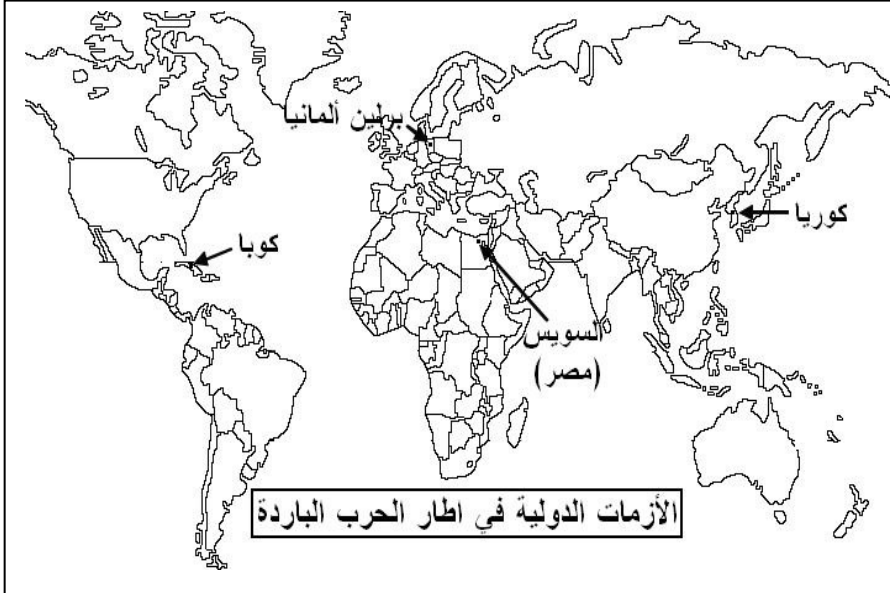 برلين ألمانيا
كوريا
كوبا
السويس
(مصر)
الأزمات الدولية في اطار الحرب الباردة